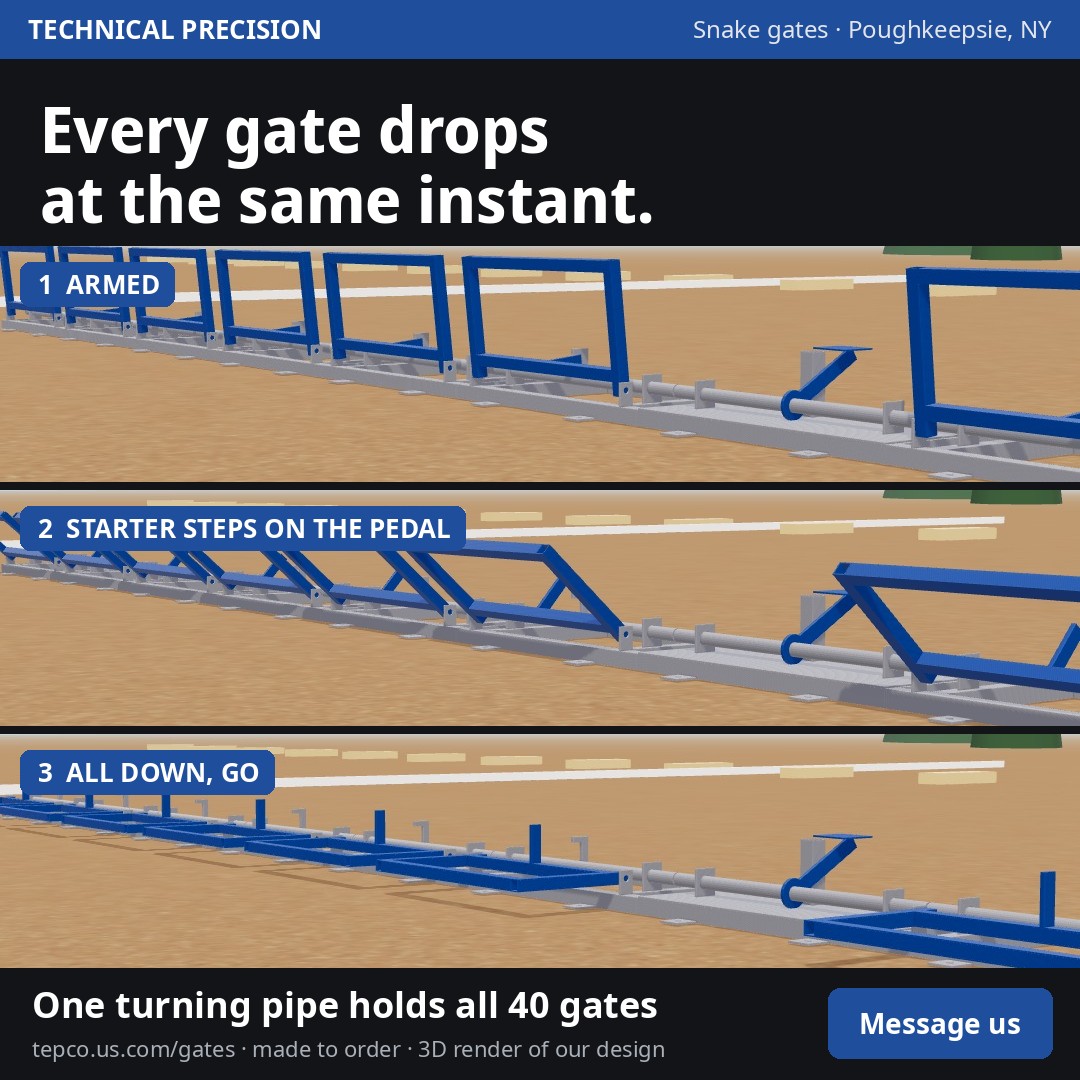 TECHNICAL PRECISION
Snake gates · Poughkeepsie, NY
Every gate drops
at the same instant.
1 ARMED
2 STARTER STEPS ON THE PEDAL
3 ALL DOWN, GO
One turning pipe holds all 40 gates
tepco.us.com/gates · made to order · 3D render of our design
Message us